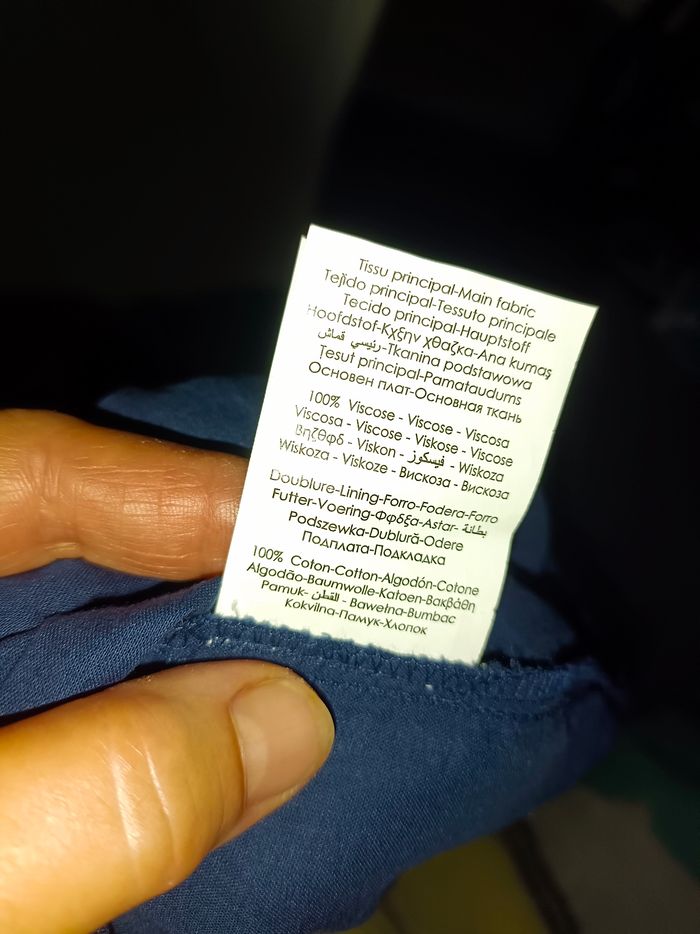 Tissu principal-Main fabric
Tejido principal-Tessuto principale
Tecido principal-Hauptstoff
Hoofdstof-Κχξην χθαζκα-Ana kumaş
رئيسي قماش-Tkanina podstawowa
Ţesut principal-Pamataudums
Основен плат-Основная ткань
100% Viscose - Viscose - Viscosa
Viscosa - Viscose - Viskose - Viscose
βηζθφδ - Viskon - فيسكوز - Wiskoza
Wiskoza - Viskoze - Вискоза - Вискоза
Doublure-Lining-Forro-Fodera-Forro
Futter-Voering-Φφδξα-Astar- بطانة
Podszewka-Dublură-Odere
Подплата-Подкладка
100% Coton-Cotton-Algodón-Cotone
Algodão-Baumwolle-Katoen-Βακβάθη
Pamuk- القطن - Bawełna-Bumbac
Kokvilna-Памук-Хлопок